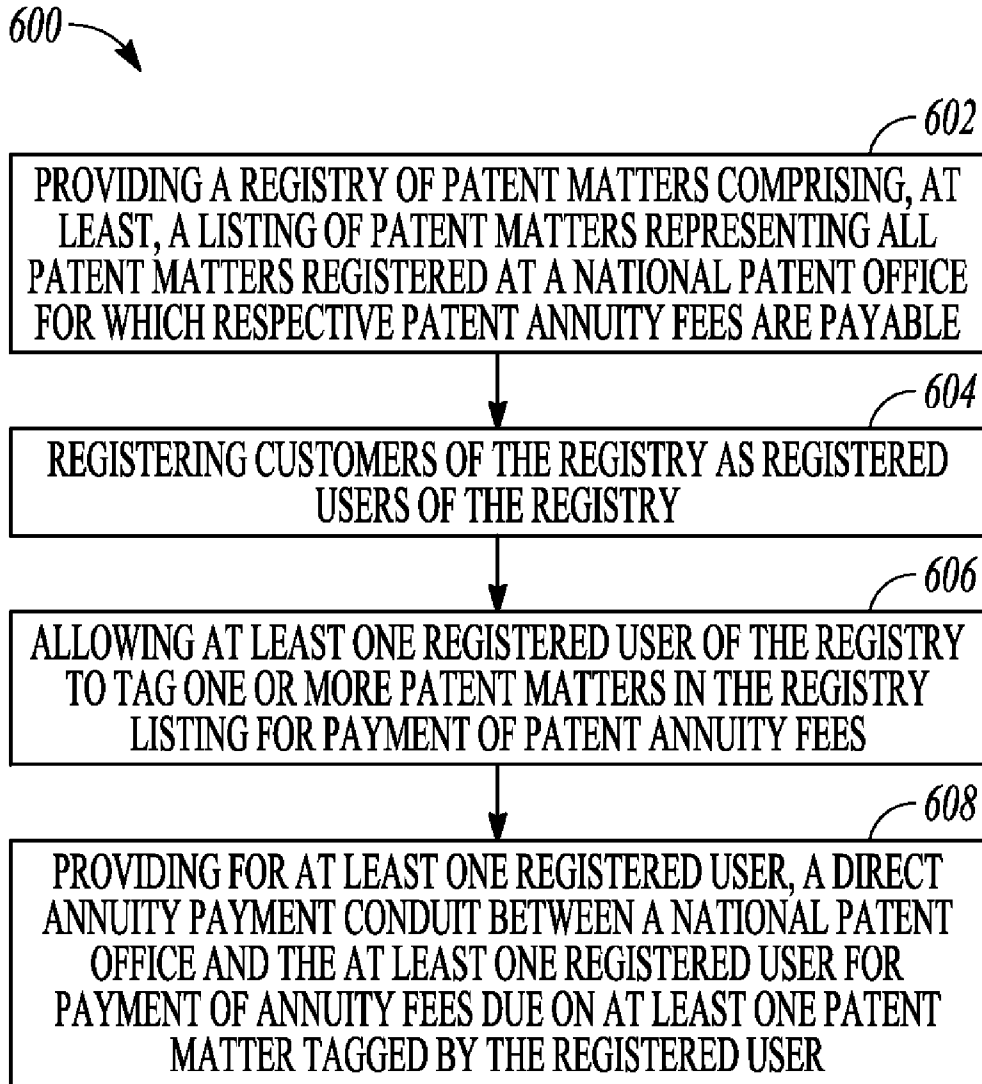 600
602
PROVIDING A REGISTRY OF PATENT MATTERS COMPRISING, AT
LEAST, A LISTING OF PATENT MATTERS REPRESENTING ALL
PATENT MATTERS REGISTERED AT A NATIONAL PATENT OFFICE
FOR WHICH RESPECTIVE PATENT ANNUITY FEES ARE PAYABLE
604
REGISTERING CUSTOMERS OF THE REGISTRY AS REGISTERED
USERS OF THE REGISTRY
606
ALLOWING AT LEAST ONE REGISTERED USER OF THE REGISTRY
TO TAG ONE OR MORE PATENT MATTERS IN THE REGISTRY
LISTING FOR PAYMENT OF PATENT ANNUITY FEES
608
PROVIDING FOR AT LEAST ONE REGISTERED USER, A DIRECT
ANNUITY PAYMENT CONDUIT BETWEEN A NATIONAL PATENT
OFFICE AND THE AT LEAST ONE REGISTERED USER FOR
PAYMENT OF ANNUITY FEES DUE ON AT LEAST ONE PATENT
MATTER TAGGED BY THE REGISTERED USER